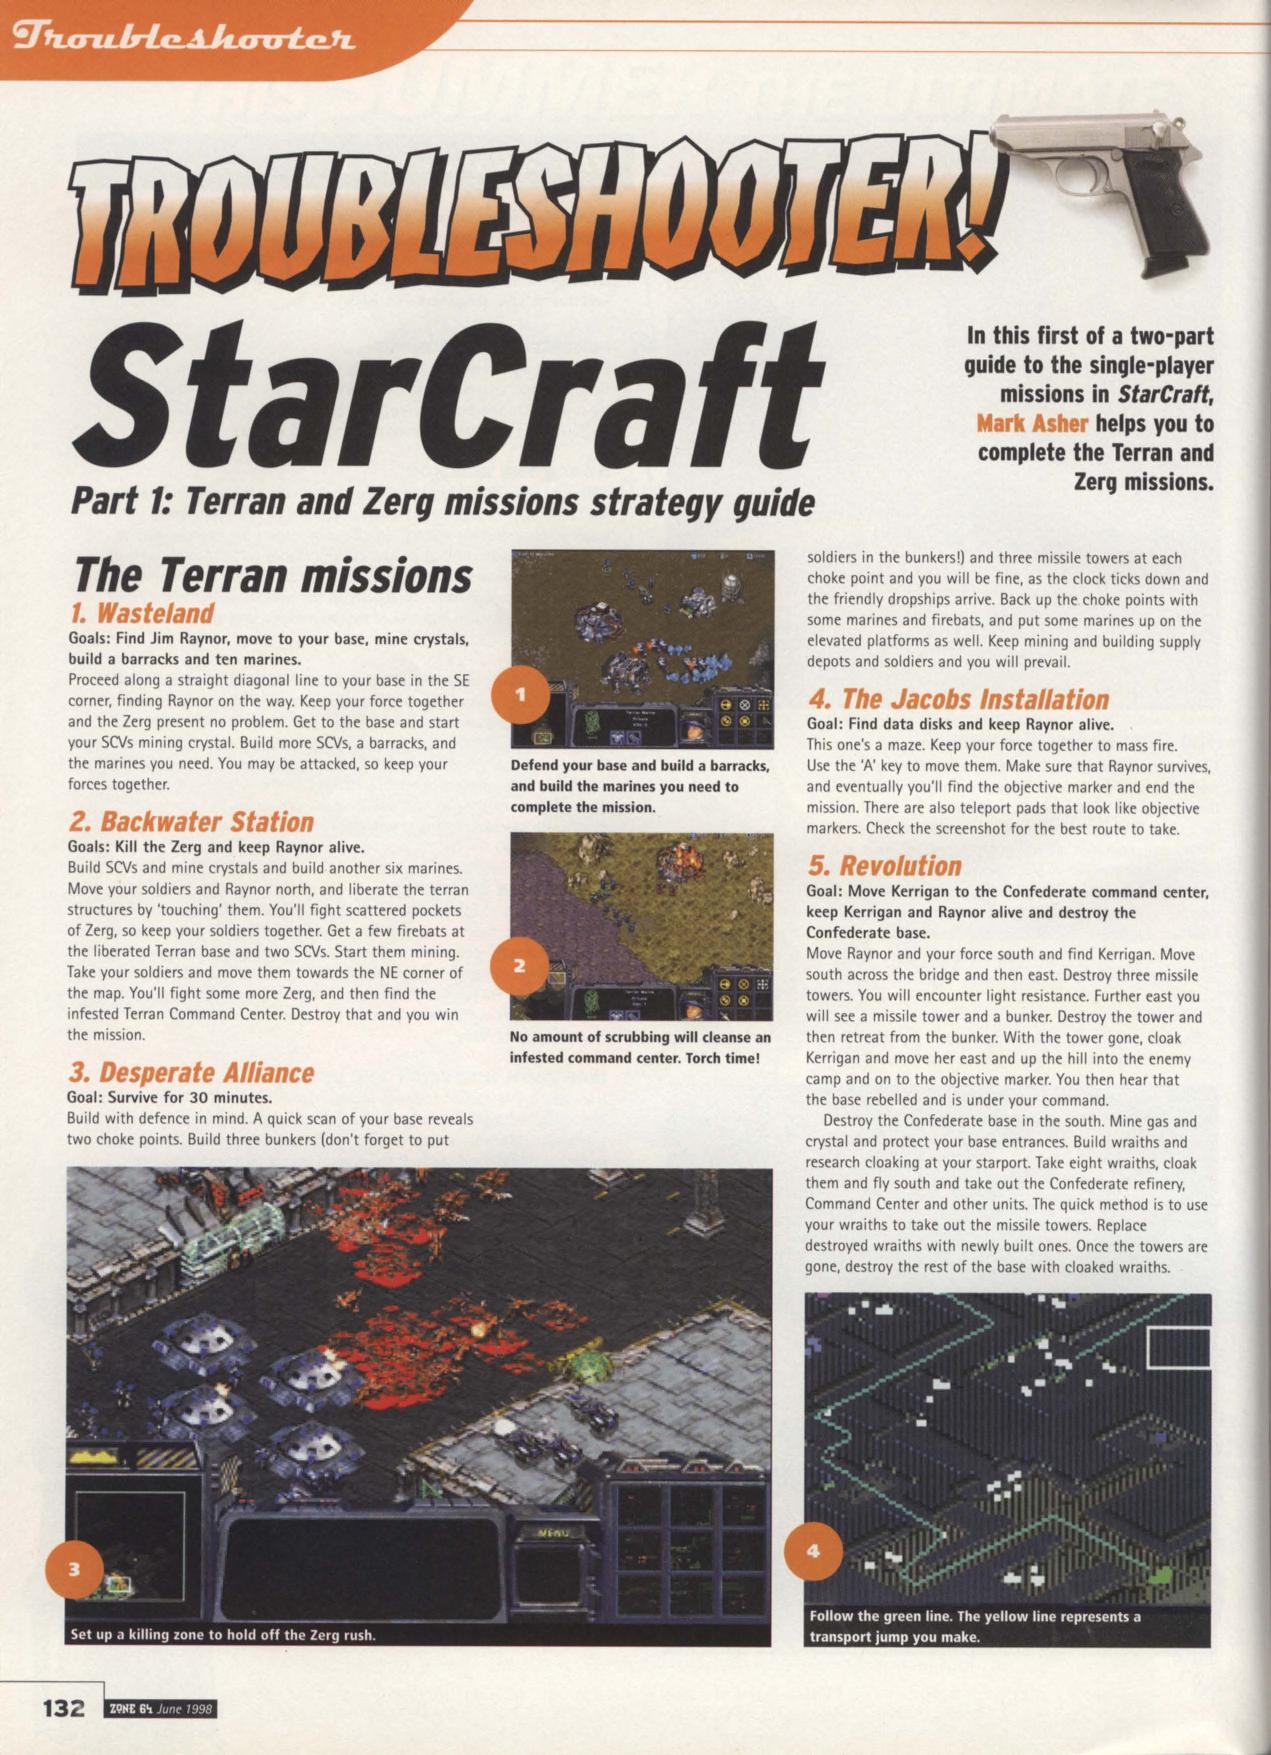 Troubleshooter
TROUBLESHOOTER!
StarCraft
Part 1: Terran and Zerg missions strategy guide
In this first of a two-part
guide to the single-player
missions in StarCraft,
Mark Asher helps you to
complete the Terran and
Zerg missions.
The Terran missions
1. Wasteland
Goals: Find Jim Raynor, move to your base, mine crystals,
build a barracks and ten marines.
Proceed along a straight diagonal line to your base in the SE
corner, finding Raynor on the way. Keep your force together
and the Zerg present no problem. Get to the base and start
your SCVs mining crystal. Build more SCVs, a barracks, and
the marines you need. You may be attacked, so keep your
forces together.
2. Backwater Station
Goals: Kill the Zerg and keep Raynor alive.
Build SCVs and mine crystals and build another six marines.
Move your soldiers and Raynor north, and liberate the terran
structures by 'touching' them. You'll fight scattered pockets
of Zerg, so keep your soldiers together. Get a few firebats at
the liberated Terran base and two SCVs. Start them mining.
Take your soldiers and move them towards the NE corner of
the map. You'll fight some more Zerg, and then find the
infested Terran Command Center. Destroy that and you win
the mission.
3. Desperate Alliance
Goal: Survive for 30 minutes.
Build with defence in mind. A quick scan of your base reveals
two choke points. Build three bunkers (don't forget to put
1
Defend your base and build a barracks,
and build the marines you need to
complete the mission.
2
No amount of scrubbing will cleanse an
infested command center. Torch time!
soldiers in the bunkers!) and three missile towers at each
choke point and you will be fine, as the clock ticks down and
the friendly dropships arrive. Back up the choke points with
some marines and firebats, and put some marines up on the
elevated platforms as well. Keep mining and building supply
depots and soldiers and you will prevail.
4. The Jacobs Installation
Goal: Find data disks and keep Raynor alive.
This one's a maze. Keep your force together to mass fire.
Use the 'A' key to move them. Make sure that Raynor survives,
and eventually you'll find the objective marker and end the
mission. There are also teleport pads that look like objective
markers. Check the screenshot for the best route to take.
5. Revolution
Goal: Move Kerrigan to the Confederate command center,
keep Kerrigan and Raynor alive and destroy the
Confederate base.
Move Raynor and your force south and find Kerrigan. Move
south across the bridge and then east. Destroy three missile
towers. You will encounter light resistance. Further east you
will see a missile tower and a bunker. Destroy the tower and
then retreat from the bunker. With the tower gone, cloak
Kerrigan and move her east and up the hill into the enemy
camp and on to the objective marker. You then hear that
the base rebelled and is under your command.
Destroy the Confederate base in the south. Mine gas and
crystal and protect your base entrances. Build wraiths and
research cloaking at your starport. Take eight wraiths, cloak
them and fly south and take out the Confederate refinery,
Command Center and other units. The quick method is to use
your wraiths to take out the missile towers. Replace
destroyed wraiths with newly built ones. Once the towers are
gone, destroy the rest of the base with cloaked wraiths.
MENU
3
Set up a killing zone to hold off the Zerg rush.
4
Follow the green line. The yellow line represents a
transport jump you make.
132 ZONE 64 June 1998